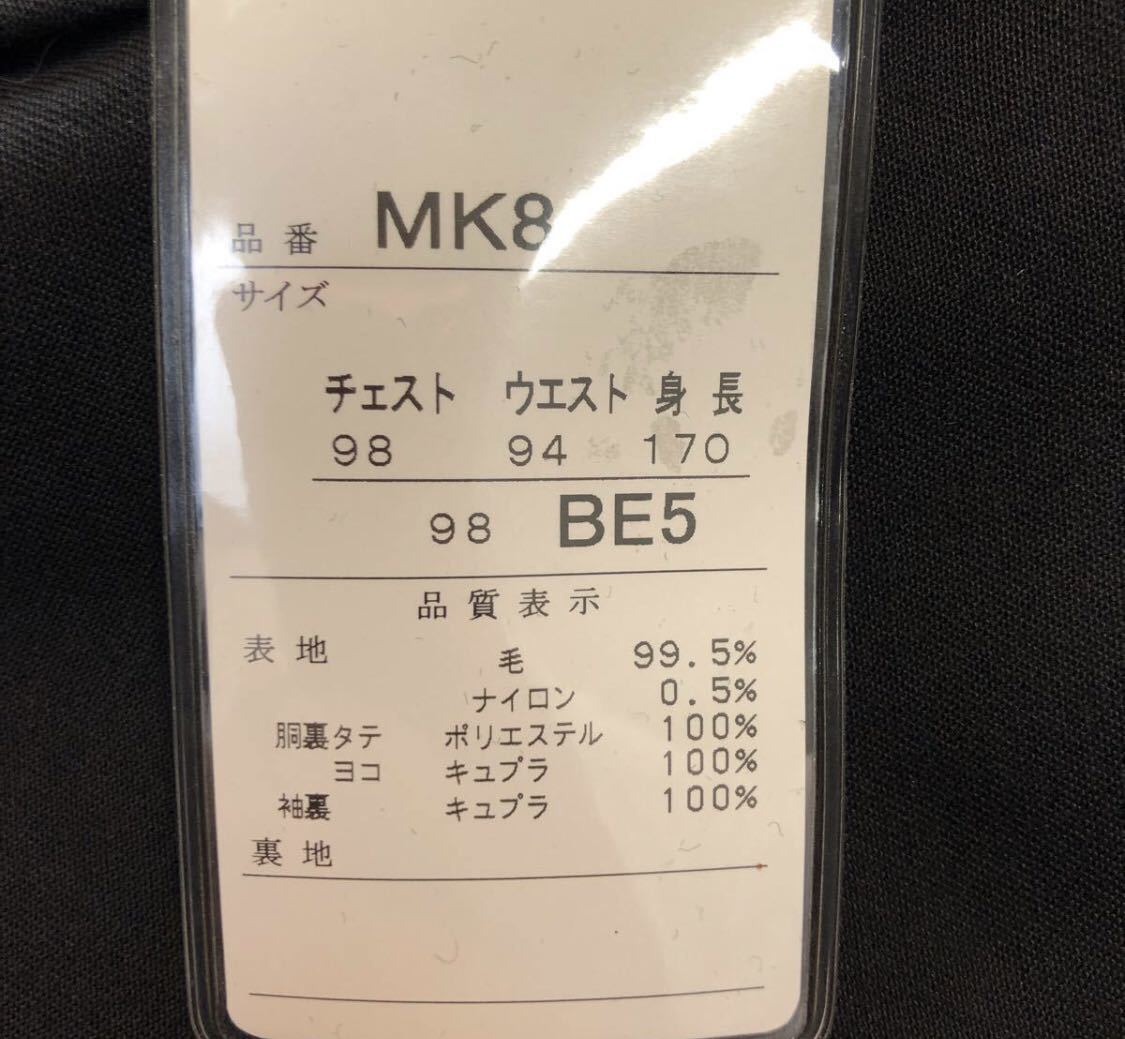 品番 MK8
サイズ
チェスト ウエスト 身長
98 94 170
98 BE5
品質表示
表地 毛 99.5%
ナイロン 0.5%
胴裏タテ ポリエステル 100%
ヨコ キュプラ 100%
袖裏 キュプラ 100%
裏地